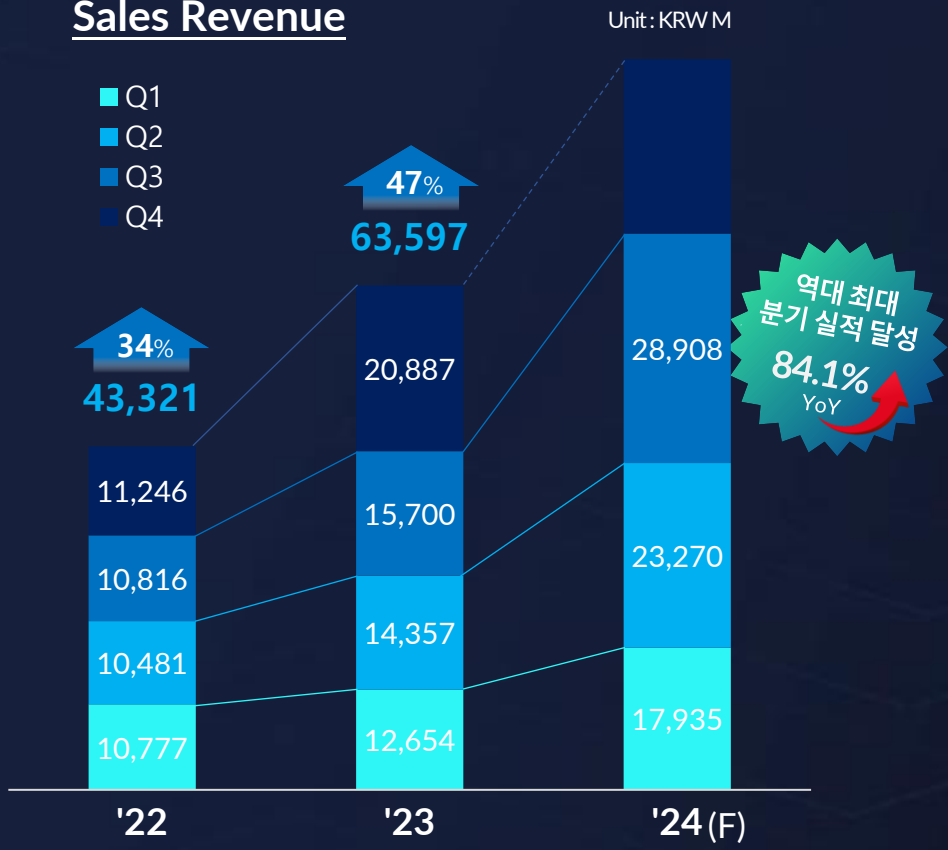 Sales Revenue
Unit : KRW M
Q1
Q2
Q3
Q4
34%
43,321
47%
63,597
11,246
10,816
10,481
10,777
20,887
15,700
14,357
12,654
28,908
23,270
17,935
역대 최대
분기 실적 달성
84.1%
YoY
'22
'23
'24 (F)